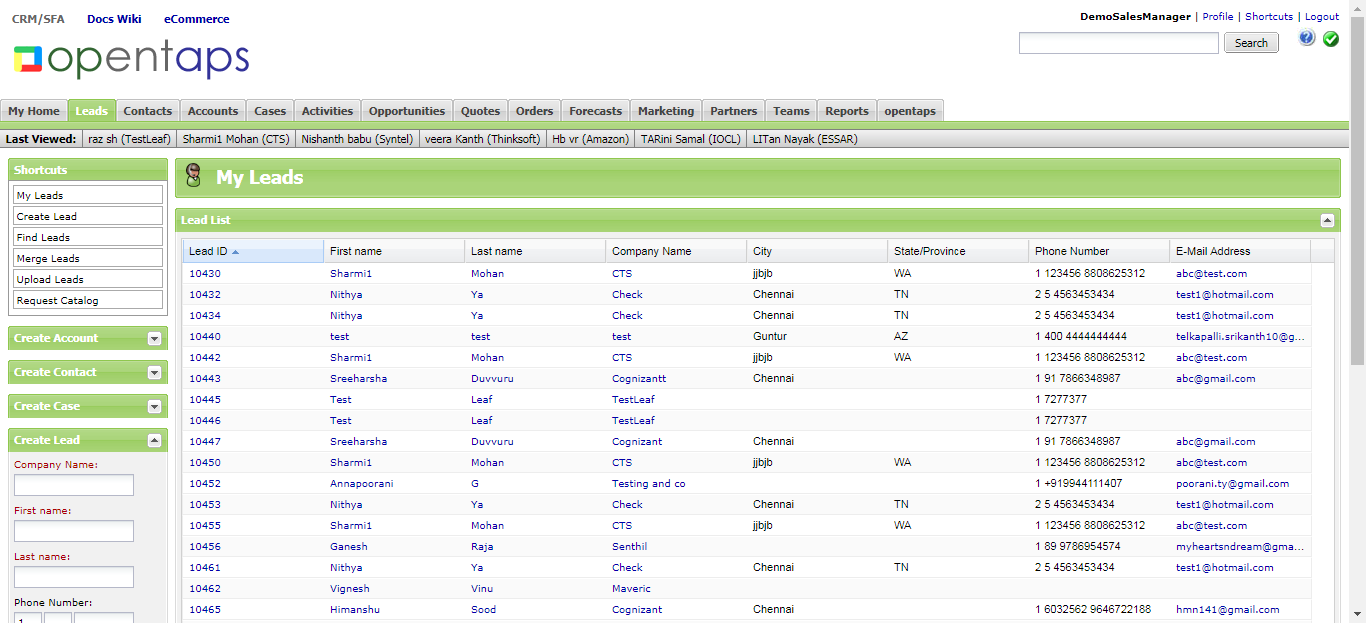 CRM/SFA Docs Wiki eCommerce
DemoSalesManager | Profile | Shortcuts | Logout
opentaps
Search
My Home Leads Contacts Accounts Cases Activities Opportunities Quotes Orders Forecasts Marketing Partners Teams Reports opentaps
Last Viewed: raz sh (TestLeaf) Sharmi1 Mohan (CTS) Nishanth babu (Syntel) veera Kanth (Thinksoft) Hb vr (Amazon) TARini Samal (IOCL) LITan Nayak (ESSAR)
Shortcuts
My Leads
Create Lead
Find Leads
Merge Leads
Upload Leads
Request Catalog
Create Account
Create Contact
Create Case
Create Lead
Company Name:
First name:
Last name:
Phone Number:
1
My Leads
Lead List
Lead ID First name Last name Company Name City State/Province Phone Number E-Mail Address
10430 Sharmi1 Mohan CTS jjbjb WA 1 123456 8808625312 abc@test.com
10432 Nithya Ya Check Chennai TN 2 5 4563453434 test1@hotmail.com
10434 Nithya Ya Check Chennai TN 2 5 4563453434 test1@hotmail.com
10440 test test test Guntur AZ 1 400 4444444444 telkapalli.srikanth10@g...
10442 Sharmi1 Mohan CTS jjbjb WA 1 123456 8808625312 abc@test.com
10443 Sreeharsha Duvvuru Cognizantt Chennai 1 91 7866348987 abc@gmail.com
10445 Test Leaf TestLeaf 1 7277377
10446 Test Leaf TestLeaf 1 7277377
10447 Sreeharsha Duvvuru Cognizant Chennai 1 91 7866348987 abc@gmail.com
10450 Sharmi1 Mohan CTS jjbjb WA 1 123456 8808625312 abc@test.com
10452 Annapoorani G Testing and co 1 +919944111407 poorani.ty@gmail.com
10453 Nithya Ya Check Chennai TN 2 5 4563453434 test1@hotmail.com
10455 Sharmi1 Mohan CTS jjbjb WA 1 123456 8808625312 abc@test.com
10456 Ganesh Raja Senthil 1 89 9786954574 myheartsndream@gma...
10461 Nithya Ya Check Chennai TN 2 5 4563453434 test1@hotmail.com
10462 Vignesh Vinu Maveric
10465 Himanshu Sood Cognizant Chennai 1 6032562 9646722188 hmn141@gmail.com